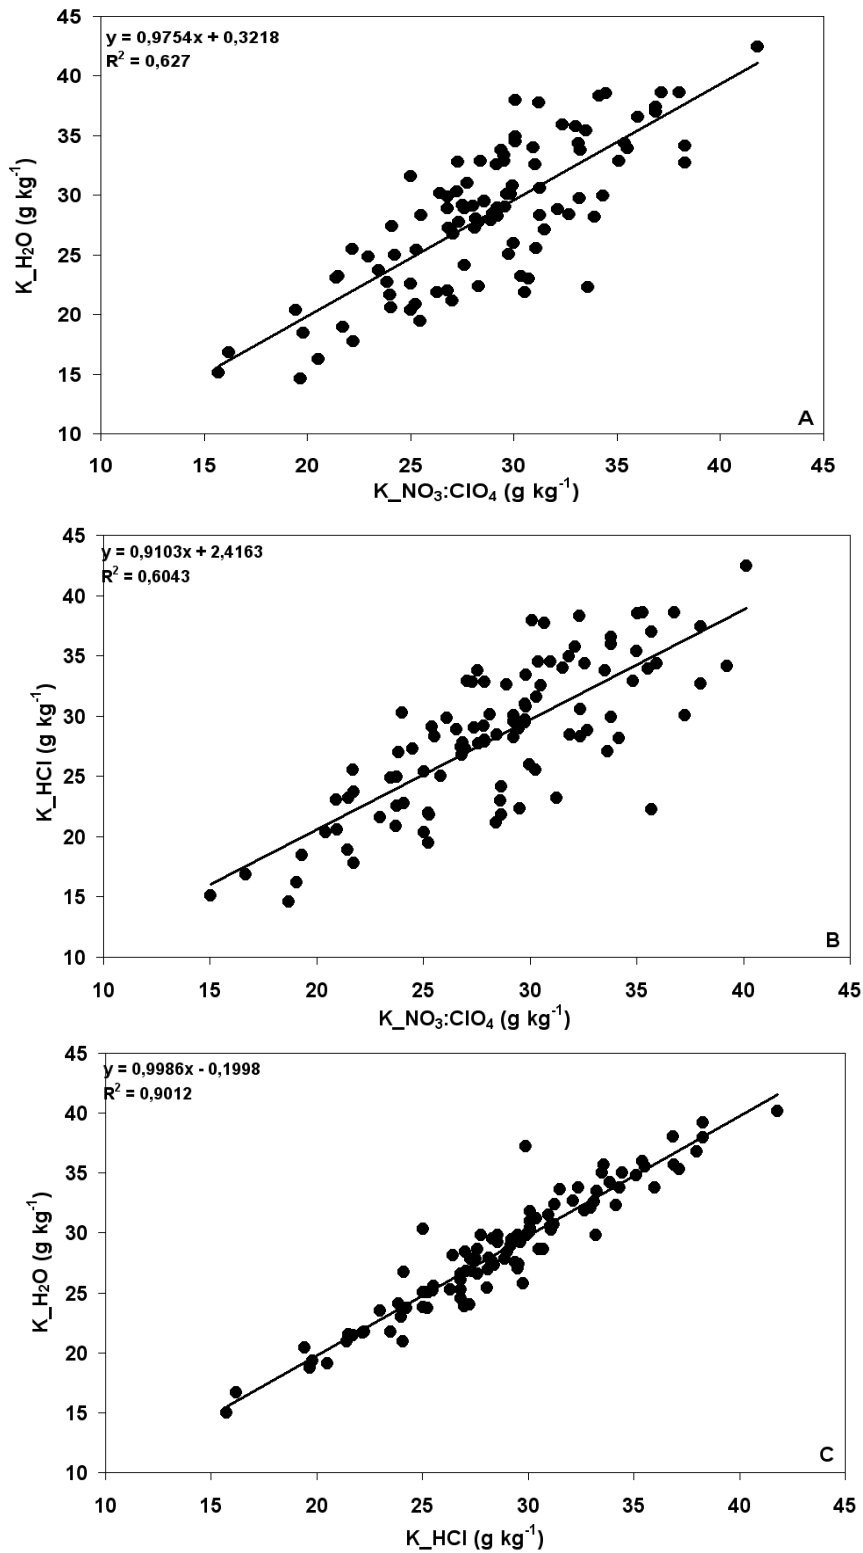 y = 0,9754x + 0,3218
R² = 0,627
45
40
35
30
25
20
15
10
K_H₂O (g kg⁻¹)
A
10 15 20 25 30 35 40 45
K_NO₃:ClO₄ (g kg⁻¹)
y = 0,9103x + 2,4163
R² = 0,6043
45
40
35
30
25
20
15
10
K_HCl (g kg⁻¹)
B
10 15 20 25 30 35 40 45
K_NO₃:ClO₄ (g kg⁻¹)
y = 0,9986x - 0,1998
R² = 0,9012
45
40
35
30
25
20
15
10
K_H₂O (g kg⁻¹)
C
10 15 20 25 30 35 40 45
K_HCl (g kg⁻¹)